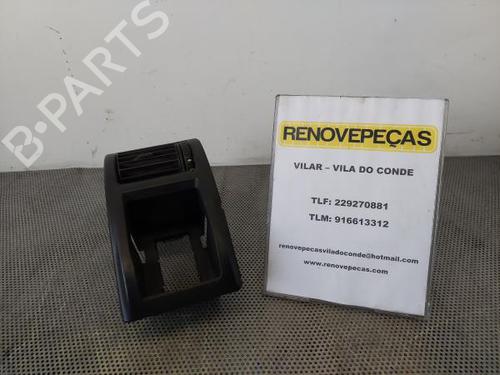 B-PARTS
RENOVEPEÇAS
VILAR – VILA DO CONDE
TLF: 229270881
TLM: 916613312
renovepecasviladoconde@hotmail.com
www.renovepecas.com